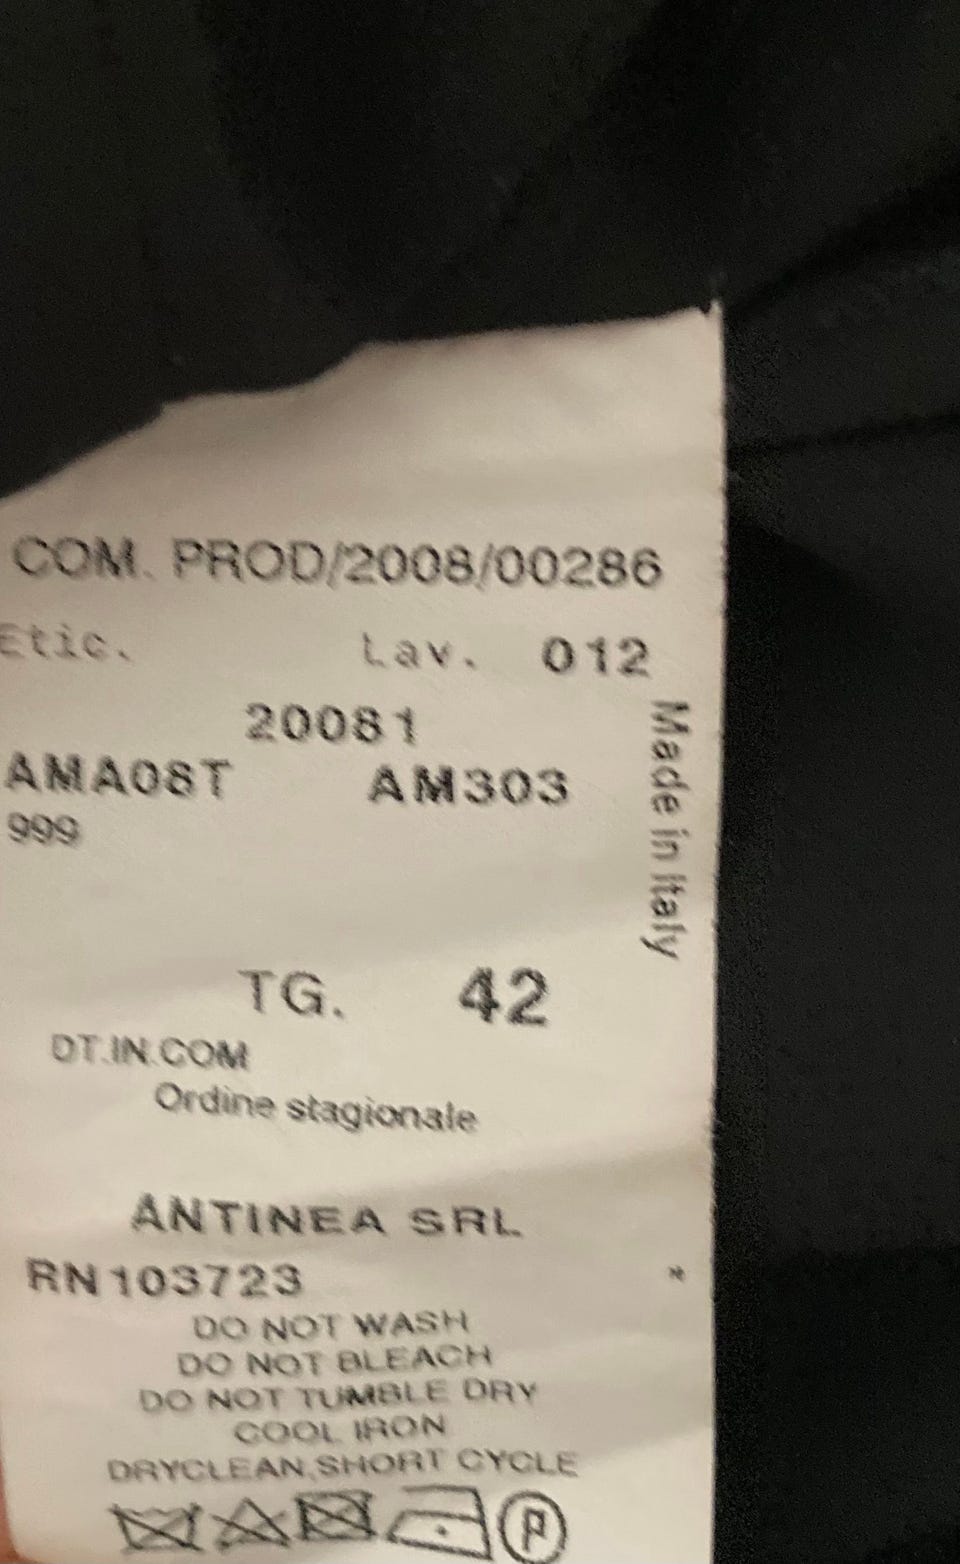 COM. PROD/2008/00286
Etic. Lav. 012
20081
AMA08T AM303
999
Made in Italy
TG. 42
DT.IN.COM
Ordine stagionale
ANTINEA SRL
RN 103723 *
DO NOT WASH
DO NOT BLEACH
DO NOT TUMBLE DRY
COOL IRON
DRYCLEAN,SHORT CYCLE
P